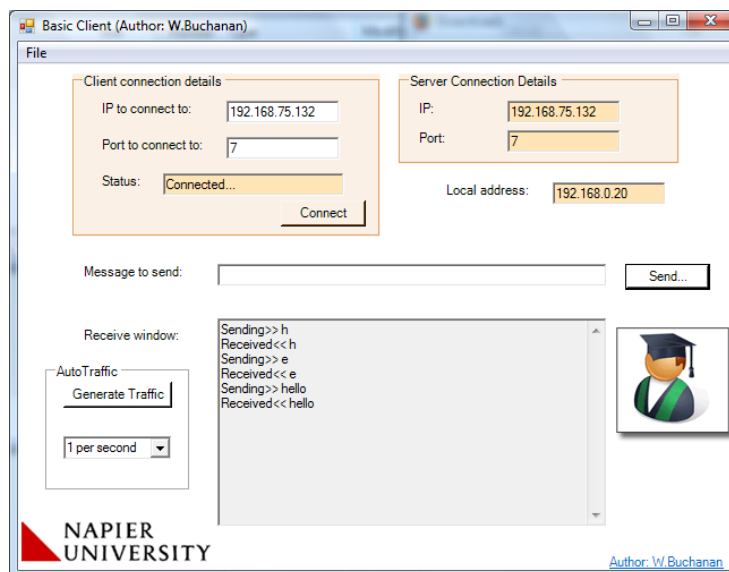 Basic Client (Author: W.Buchanan)
File
Client connection details
IP to connect to: 192.168.75.132
Port to connect to: 7
Status: Connected...
Connect
Server Connection Details
IP: 192.168.75.132
Port: 7
Local address: 192.168.0.20
Message to send:
Send...
Receive window:
Sending>> h
Received<< h
Sending>> e
Received<< e
Sending>> hello
Received<< hello
AutoTraffic
Generate Traffic
1 per second
NAPIER
UNIVERSITY
Author: W.Buchanan